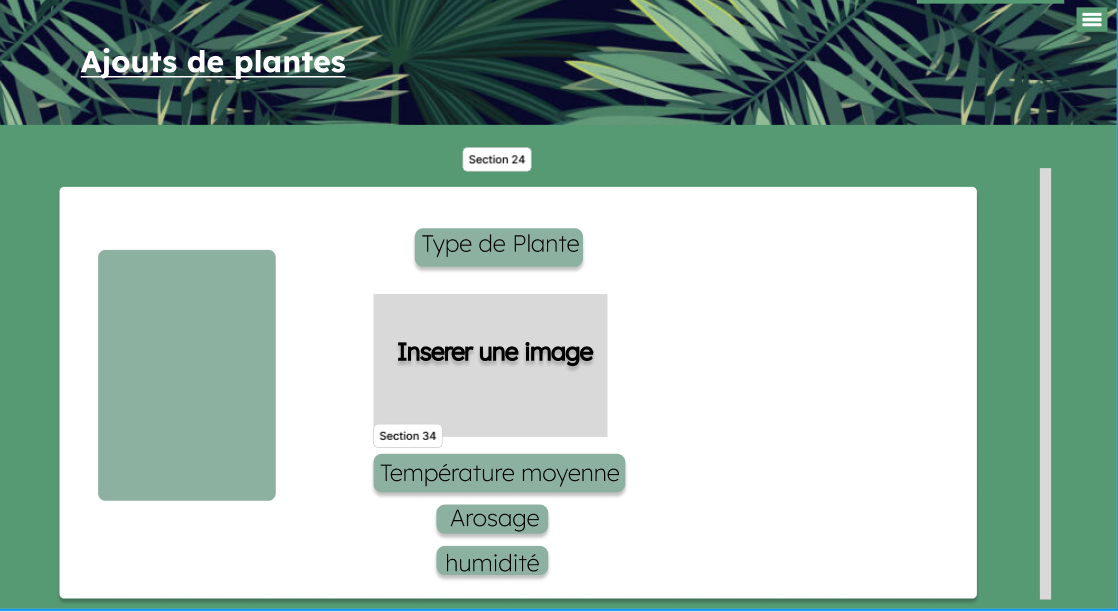 Ajouts de plantes
Section 24
Type de Plante
Inserer une image
Section 34
Température moyenne
Arosage
humidité